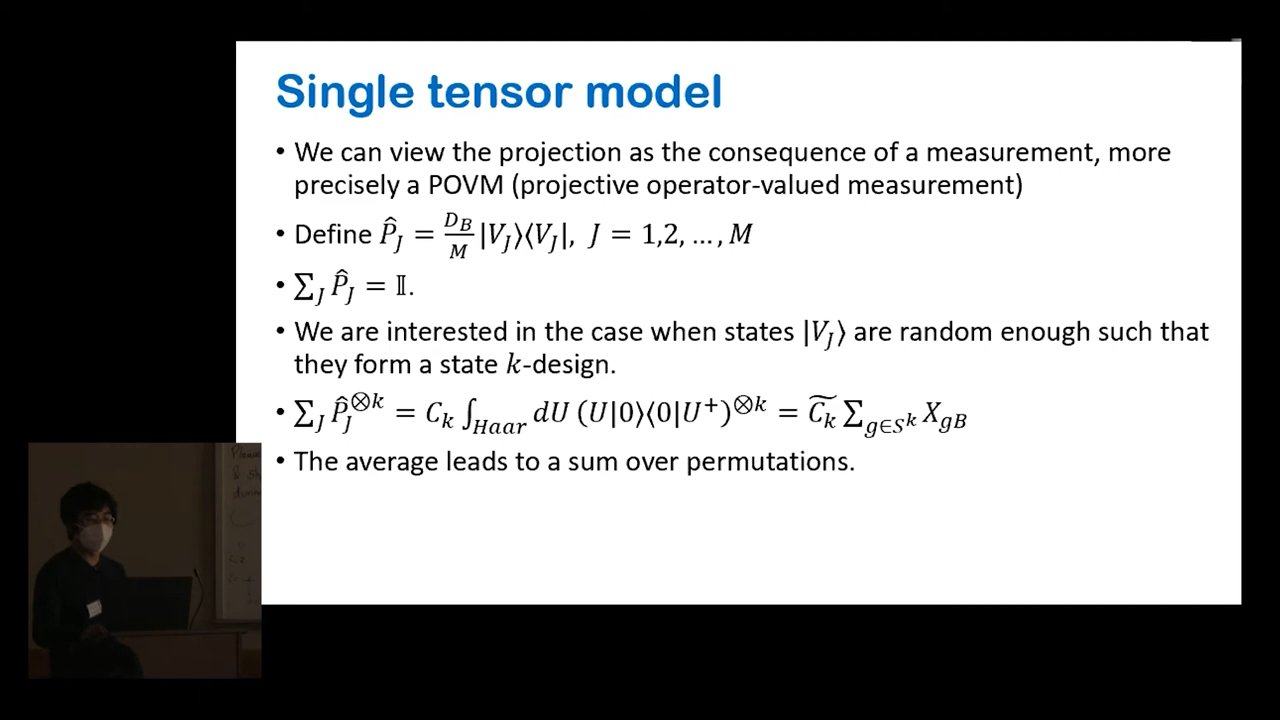 Single tensor model
• We can view the projection as the consequence of a measurement, more
precisely a POVM (projective operator-valued measurement)
• Define P̂_J = D_B/M |V_J⟩⟨V_J|, J = 1,2, …, M
• ∑_J P̂_J = 𝕀.
• We are interested in the case when states |V_J⟩ are random enough such that
they form a state k-design.
• ∑_J P̂_J^{⊗k} = C_k ∫_{Haar} dU (U|0⟩⟨0|U⁺)^{⊗k} = C̃_k ∑_{g∈S^k} X_{gB}
• The average leads to a sum over permutations.